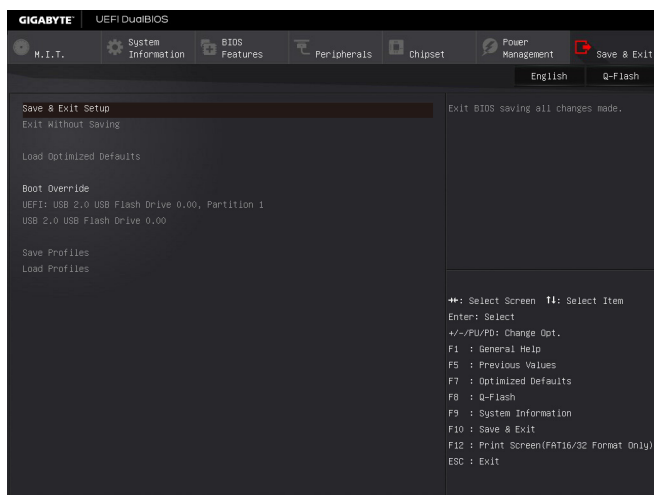 GIGABYTE™ UEFI DualBIOS
M.I.T.
System
Information
BIOS
Features
Peripherals
Chipset
Power
Management
Save & Exit
English Q-Flash
Save & Exit Setup
Exit Without Saving
Load Optimized Defaults
Boot Override
UEFI: USB 2.0 USB Flash Drive 0.00, Partition 1
USB 2.0 USB Flash Drive 0.00
Save Profiles
Load Profiles
Exit BIOS saving all changes made.
→←: Select Screen ↑↓: Select Item
Enter: Select
+/-/PU/PD: Change Opt.
F1 : General Help
F5 : Previous Values
F7 : Optimized Defaults
F8 : Q-Flash
F9 : System Information
F10 : Save & Exit
F12 : Print Screen(FAT16/32 Format Only)
ESC : Exit